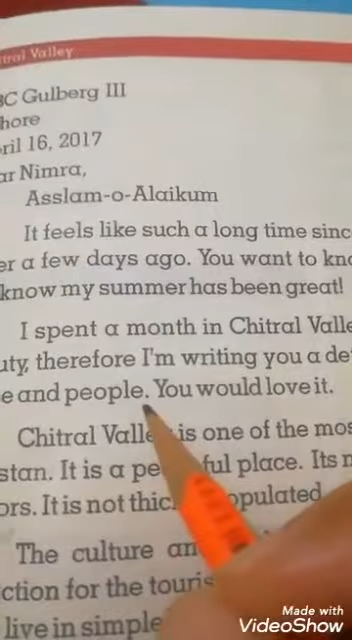 tral Valley
BC Gulberg III
hore
ril 16, 2017
ar Nimra,
Asslam-o-Alaikum
It feels like such a long time sinc
er a few days ago. You want to kno
know my summer has been great!
I spent a month in Chitral Valle
uty, therefore I'm writing you a de
e and people. You would love it.
Chitral Valle is one of the mos
stan. It is a pe ful place. Its
ors. It is not thic opulated
The culture an
ction for the touris
live in simple
Made with
VideoShow